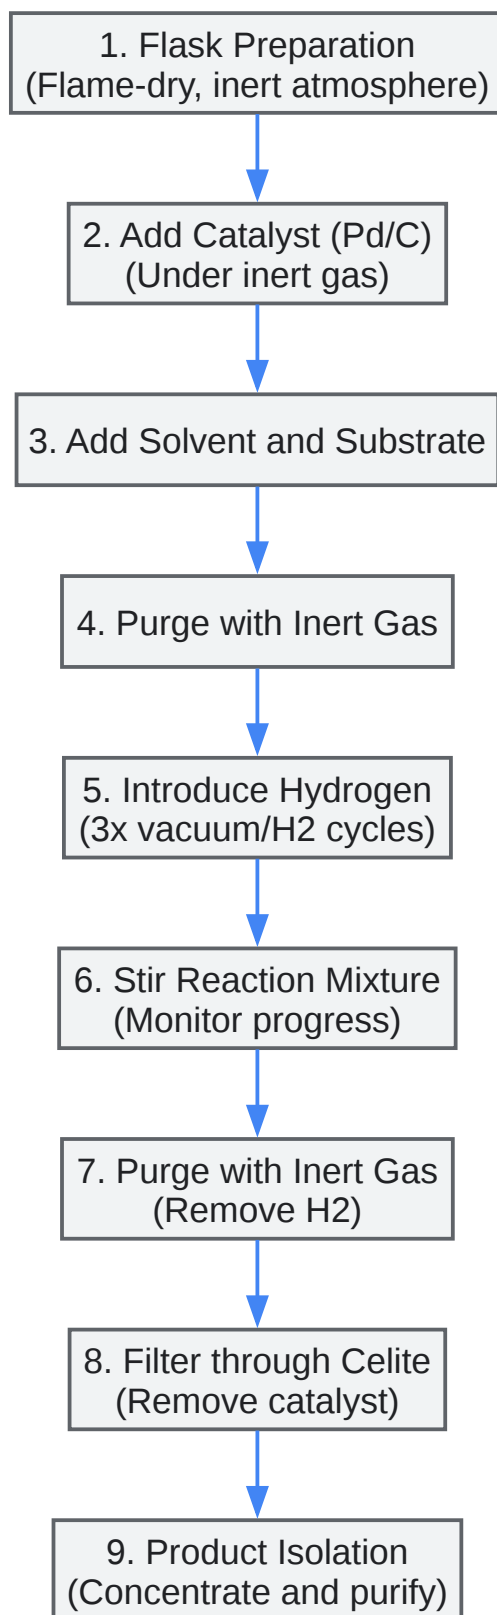 1. Flask Preparation
(Flame-dry, inert atmosphere)
2. Add Catalyst (Pd/C)
(Under inert gas)
3. Add Solvent and Substrate
4. Purge with Inert Gas
5. Introduce Hydrogen
(3x vacuum/H2 cycles)
6. Stir Reaction Mixture
(Monitor progress)
7. Purge with Inert Gas
(Remove H2)
8. Filter through Celite
(Remove catalyst)
9. Product Isolation
(Concentrate and purify)